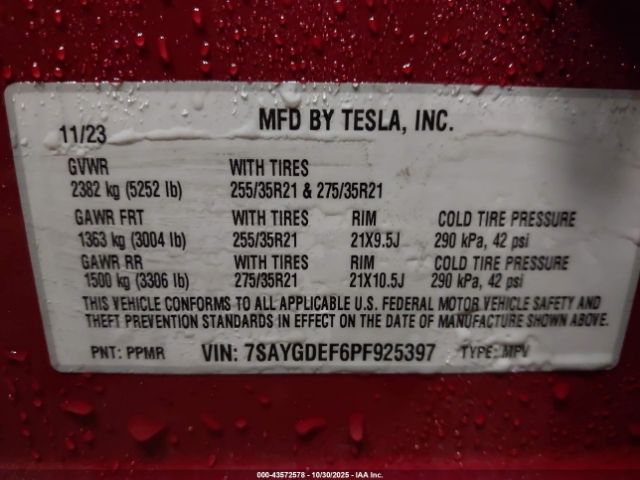 MFD BY TESLA, INC.
11/23
GVWR WITH TIRES
2382 kg (5252 lb) 255/35R21 & 275/35R21
GAWR FRT WITH TIRES RIM COLD TIRE PRESSURE
1363 kg (3004 lb) 255/35R21 21X9.5J 290 kPa, 42 psi
GAWR RR WITH TIRES RIM COLD TIRE PRESSURE
1500 kg (3306 lb) 275/35R21 21X10.5J 290 kPa, 42 psi
THIS VEHICLE CONFORMS TO ALL APPLICABLE U.S. FEDERAL MOTOR VEHICLE SAFETY AND
THEFT PREVENTION STANDARDS IN EFFECT ON THE DATE OF MANUFACTURE SHOWN ABOVE.
PNT: PPMR VIN: 7SAYGDEF6PF925397 TYPE: MPV
000-43572578 - 10/30/2025 - IAA Inc.